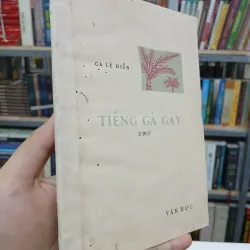 CA LÊ HIẾN
TIẾNG GÀ GÁY
THƠ
VĂN HỌC